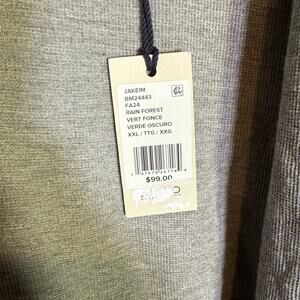 JAKEIM
BM24443
FA24
RAIN FOREST
VERT FONCE
VERDE OSCURO
XXL / TTG / XXG
$99.00